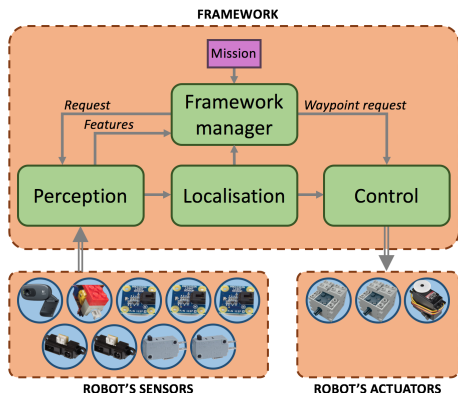 FRAMEWORK
Mission
Request
Features
Framework
manager
Waypoint request
Perception
Localisation
Control
ROBOT'S SENSORS
ROBOT'S ACTUATORS